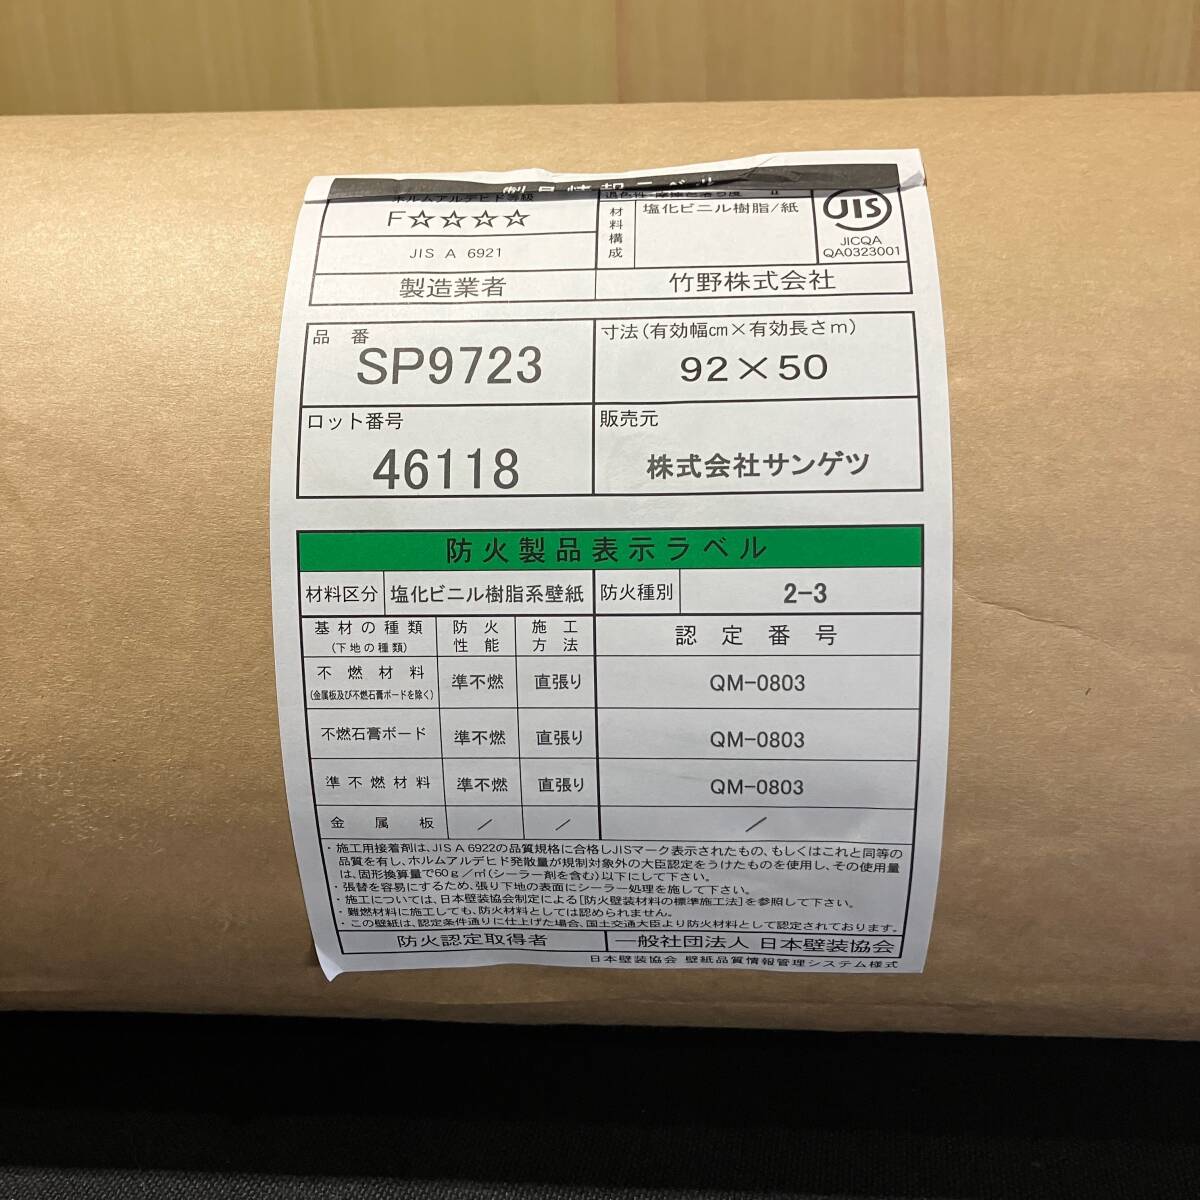 製品情報ラベル
ホルムアルデヒド等級
F☆☆☆☆
JIS A 6921
材料構成
塩化ビニル樹脂/紙
JIS
JICQA
QA0323001
製造業者
竹野株式会社
品 番
SP9723
寸法(有効幅cm×有効長さm)
92×50
ロット番号
46118
販売元
株式会社サンゲツ
防火製品表示ラベル
材料区分 塩化ビニル樹脂系壁紙 防火種別 2-3
基材の種類 (下地の種類) 防火性能 施工方法 認定番号
不燃材料 (金属板及び不燃石膏ボードを除く) 準不燃 直張り QM-0803
不燃石膏ボード 準不燃 直張り QM-0803
準不燃材料 準不燃 直張り QM-0803
金属板 / / /
・施工用接着剤は、JIS A 6922の品質規格に合格しJISマーク表示されたもの、もしくはこれと同等の
品質を有し、ホルムアルデヒド発散量が規制対象外の大臣認定をうけたものを使用し、その使用量
は、固形換算量で60g/㎡(シーラー剤を含む)以下にして下さい。
・張替を容易にするため、張り下地の表面にシーラー処理を施して下さい。
・施工については、日本壁装協会制定による[防火壁装材料の標準施工法]を参照して下さい。
・難燃材料に施工しても、防火材料としては認められません。
・この壁紙は、認定条件通りに仕上げた場合、国土交通大臣より防火材料として認定されております。
防火認定取得者 一般社団法人 日本壁装協会
日本壁装協会 壁紙品質情報管理システム様式